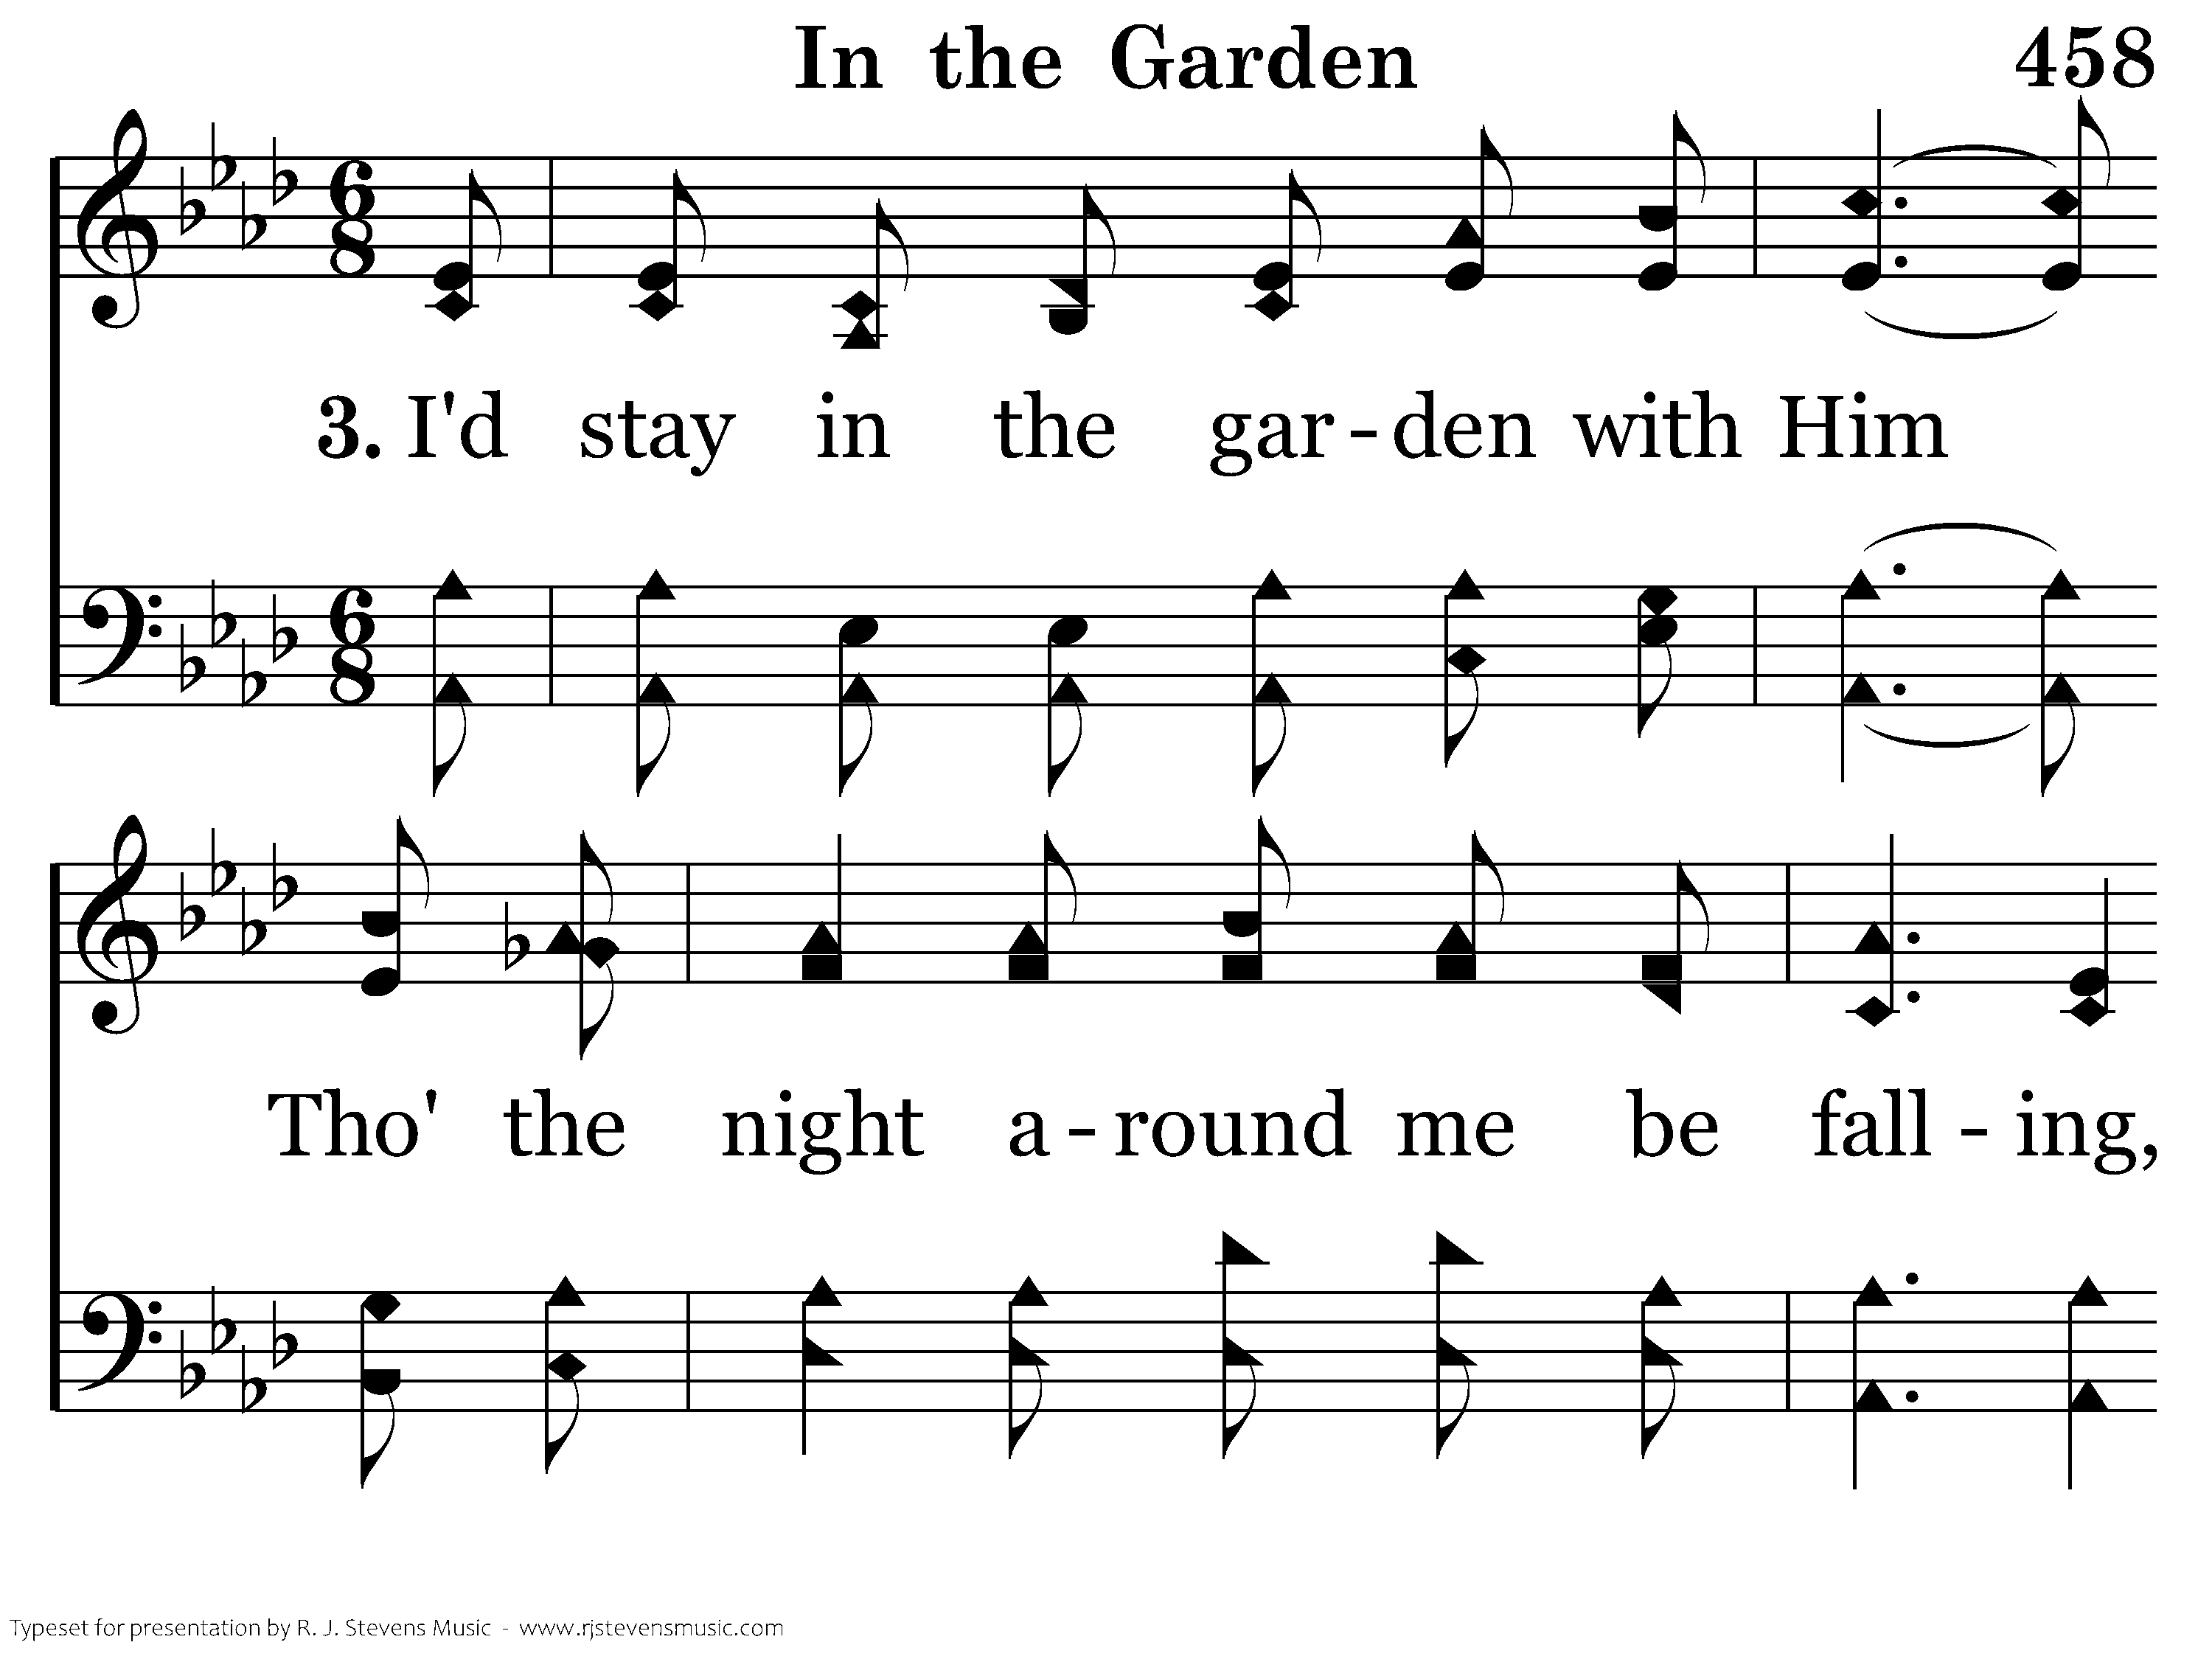 In the Garden 458
3. I'd stay in the gar - den with Him
Tho' the night a - round me be fall - ing,
Typeset for presentation by R. J. Stevens Music - www.rjstevensmusic.com